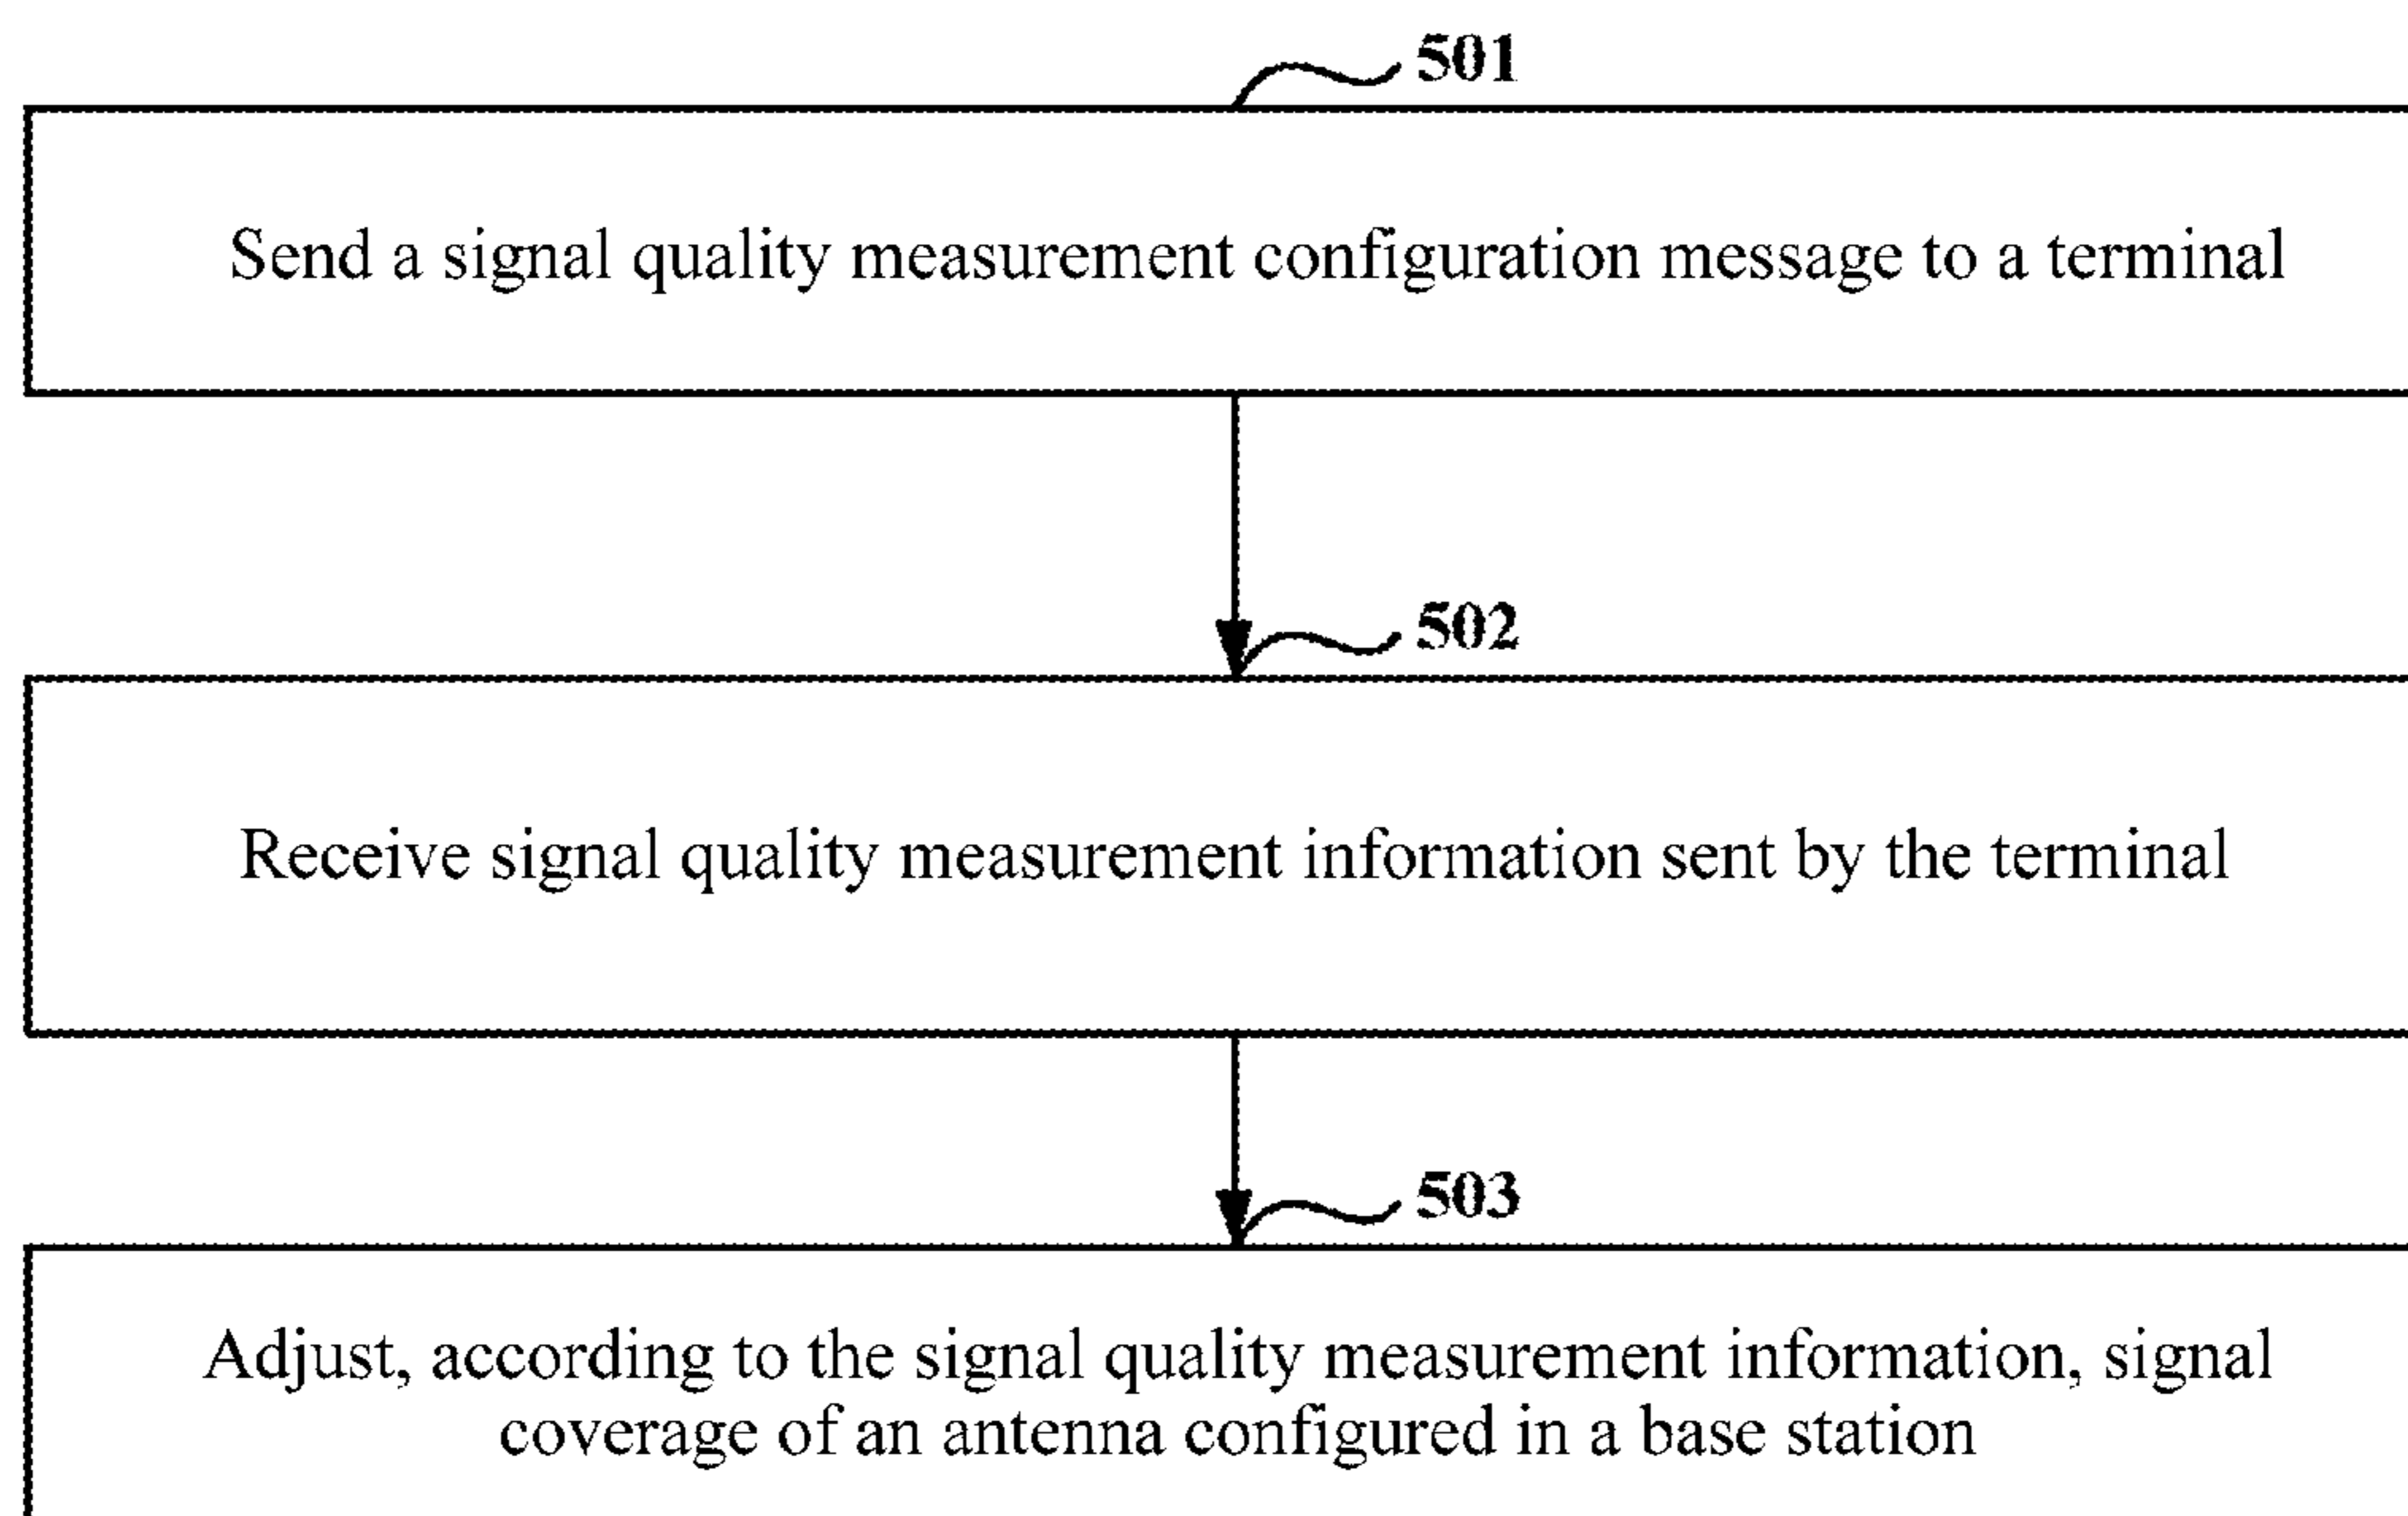 501
Send a signal quality measurement configuration message to a terminal
502
Receive signal quality measurement information sent by the terminal
503
Adjust, according to the signal quality measurement information, signal
coverage of an antenna configured in a base station